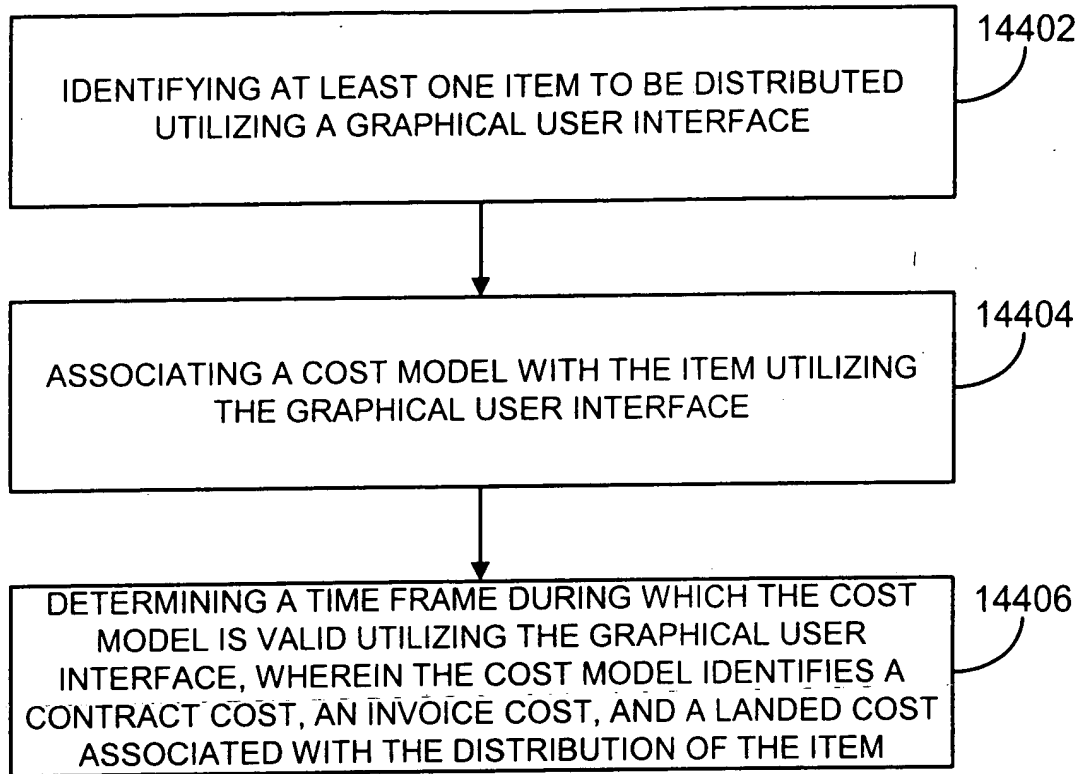 14402
IDENTIFYING AT LEAST ONE ITEM TO BE DISTRIBUTED
UTILIZING A GRAPHICAL USER INTERFACE
14404
ASSOCIATING A COST MODEL WITH THE ITEM UTILIZING
THE GRAPHICAL USER INTERFACE
14406
DETERMINING A TIME FRAME DURING WHICH THE COST
MODEL IS VALID UTILIZING THE GRAPHICAL USER
INTERFACE, WHEREIN THE COST MODEL IDENTIFIES A
CONTRACT COST, AN INVOICE COST, AND A LANDED COST
ASSOCIATED WITH THE DISTRIBUTION OF THE ITEM